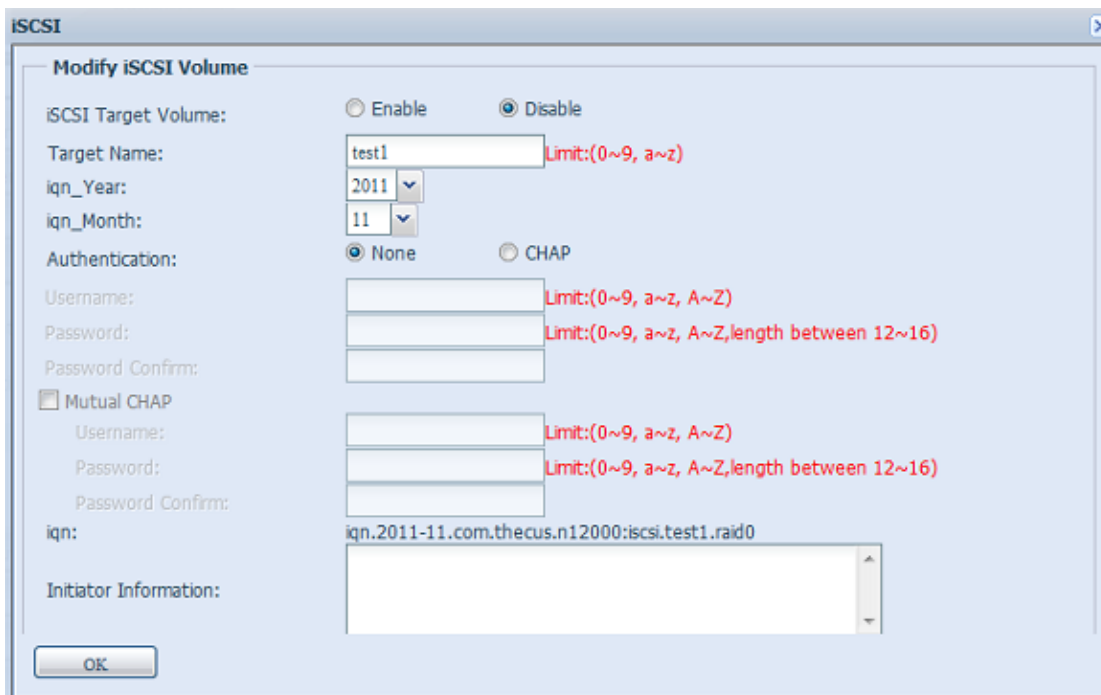 iSCSI
Modify iSCSI Volume
iSCSI Target Volume: Enable Disable
Target Name: test1 Limit:(0~9, a~z)
iqn_Year: 2011
iqn_Month: 11
Authentication: None CHAP
Username: Limit:(0~9, a~z, A~Z)
Password: Limit:(0~9, a~z, A~Z,length between 12~16)
Password Confirm:
Mutual CHAP
Username: Limit:(0~9, a~z, A~Z)
Password: Limit:(0~9, a~z, A~Z,length between 12~16)
Password Confirm:
iqn: iqn.2011-11.com.thecus.n12000:iscsi.test1.raid0
Initiator Information:
OK